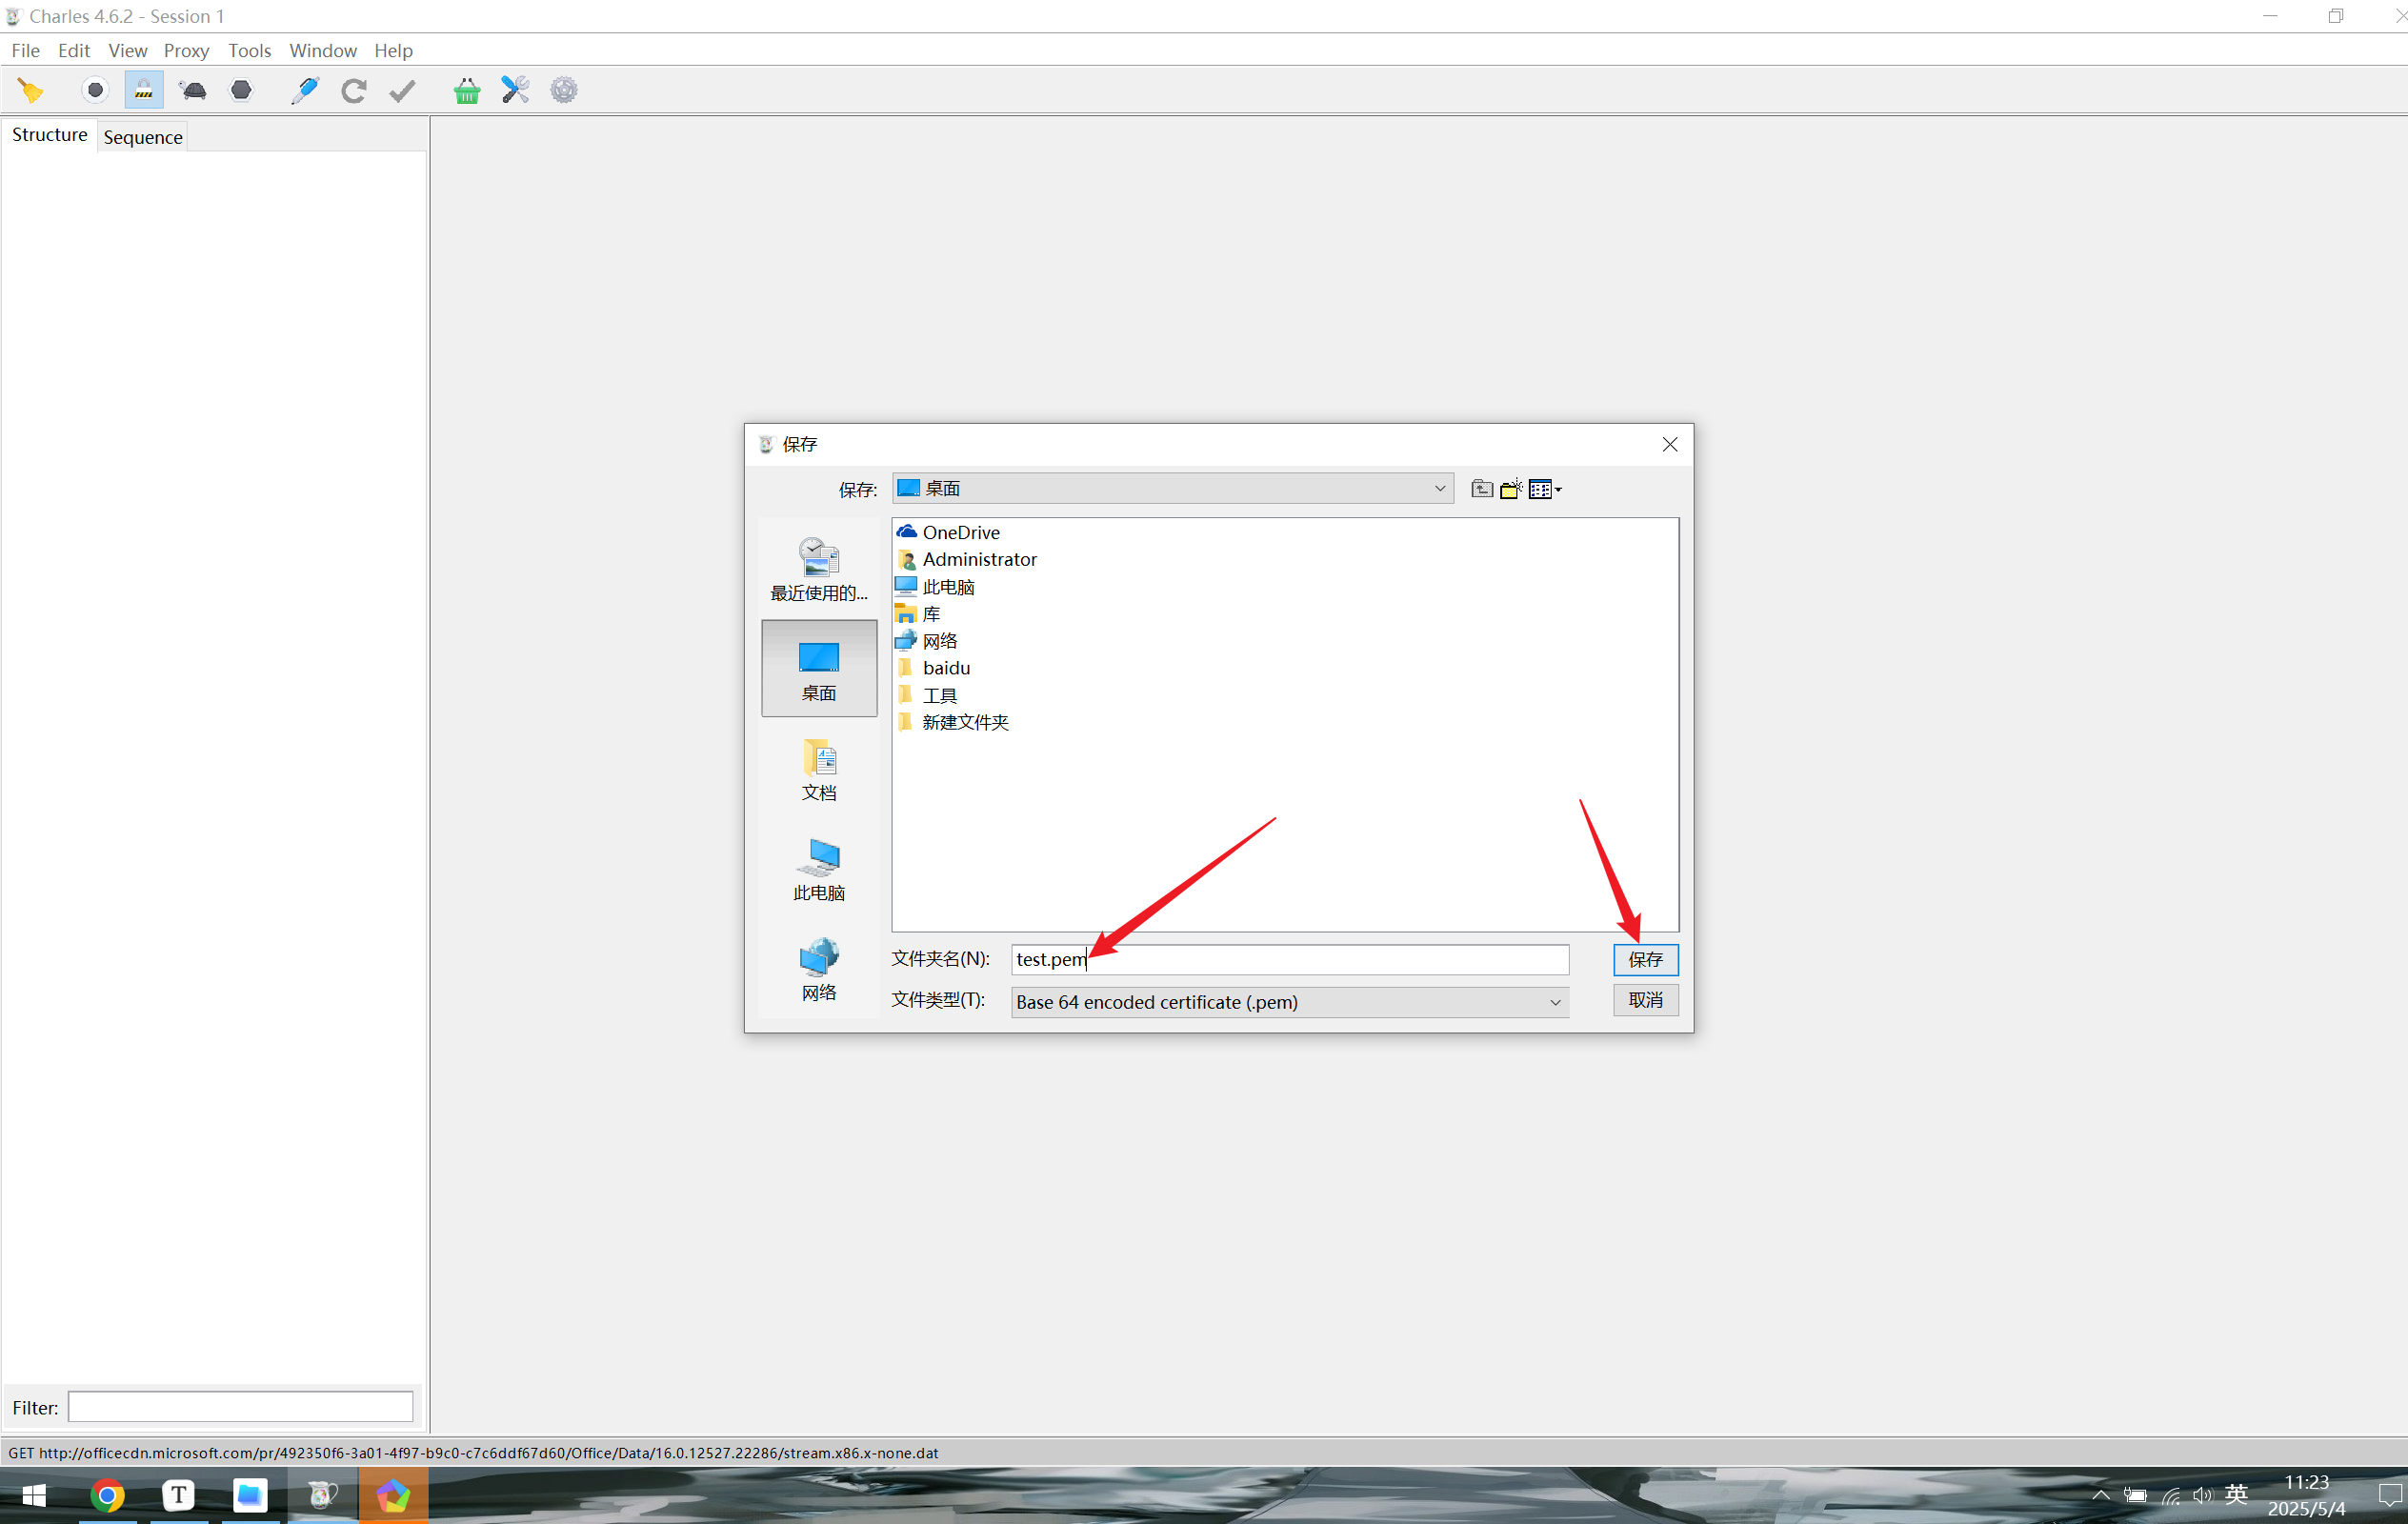 Charles 4.6.2 - Session 1
File Edit View Proxy Tools Window Help
Structure Sequence
保存
保存: 桌面
OneDrive
Administrator
此电脑
库
网络
baidu
工具
新建文件夹
最近使用的...
桌面
文档
此电脑
网络
文件夹名(N): test.pem 保存
文件类型(T): Base 64 encoded certificate (.pem) 取消
Filter:
GET http://officecdn.microsoft.com/pr/492350f6-3a01-4f97-b9c0-c7c6ddf67d60/Office/Data/16.0.12527.22286/stream.x86.x-none.dat
T
英
11:23
2025/5/4